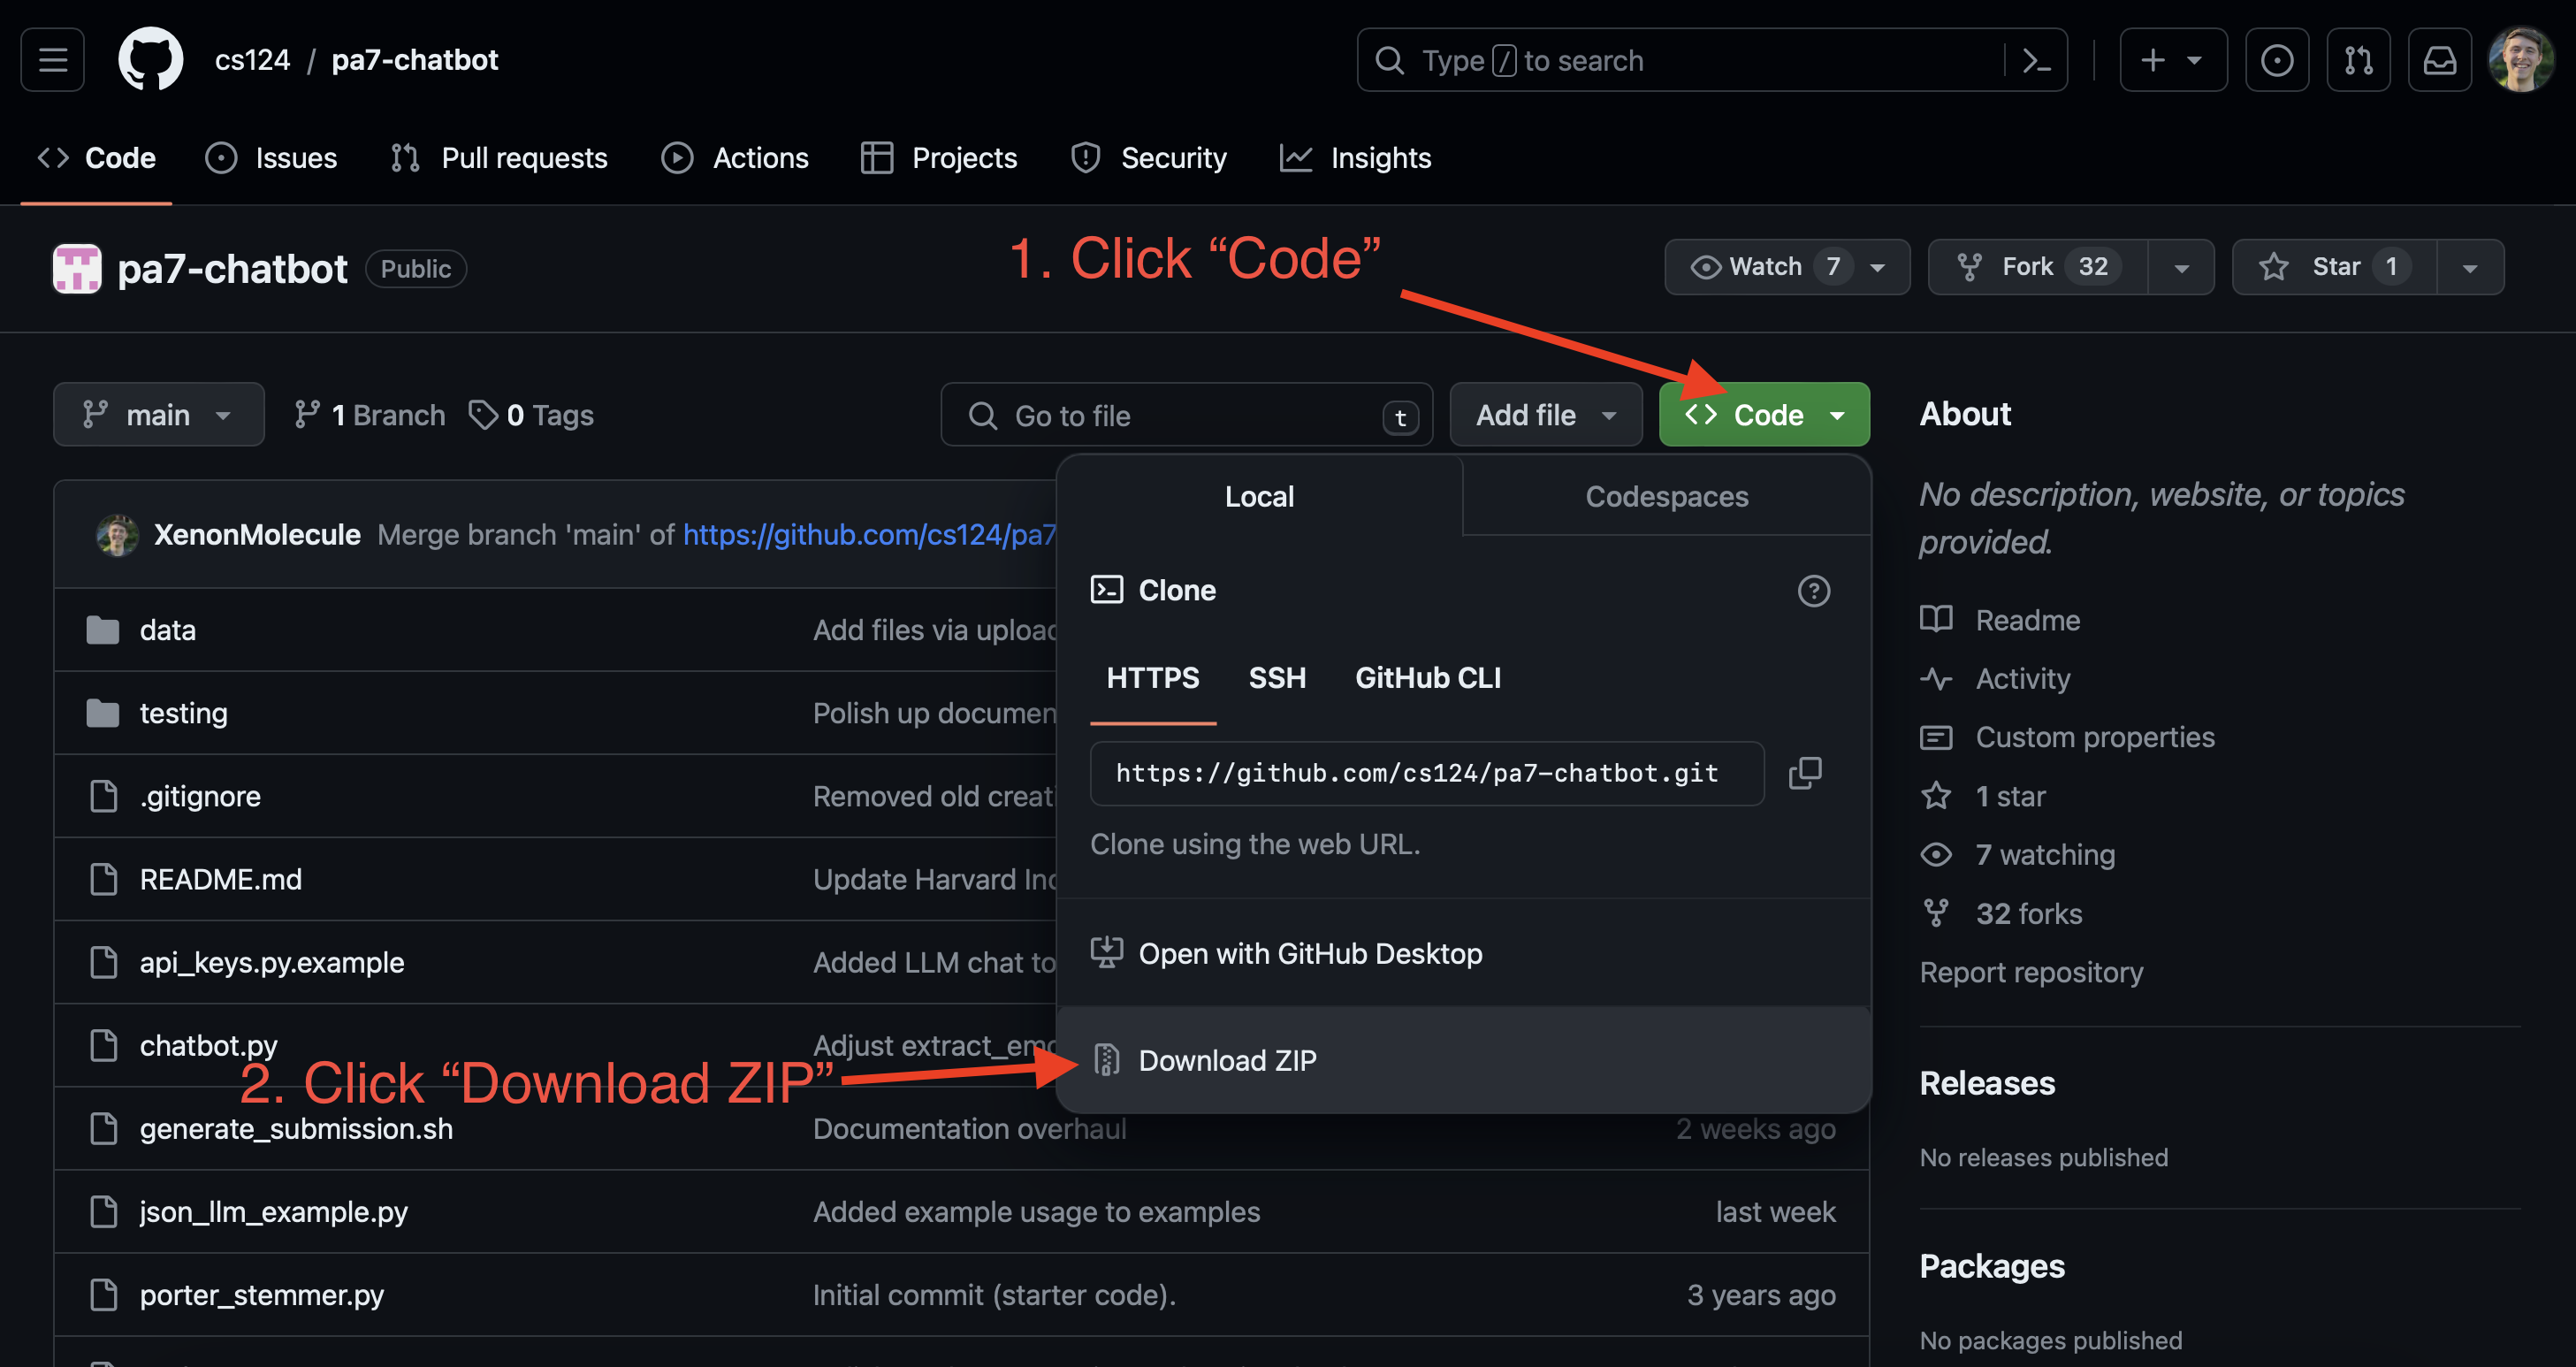 cs124 / pa7-chatbot
Type / to search
Code Issues Pull requests Actions Projects Security Insights
1. Click “Code”
pa7-chatbot Public
Watch 7 Fork 32 Star 1
main 1 Branch 0 Tags
Go to file t Add file Code
XenonMolecule Merge branch 'main' of https://github.com/cs124/pa7
data Add files via upload
testing Polish up documen
.gitignore Removed old creati
README.md Update Harvard Inq
api_keys.py.example Added LLM chat to
chatbot.py Adjust extract_emo
2. Click “Download ZIP”
generate_submission.sh Documentation overhaul 2 weeks ago
json_llm_example.py Added example usage to examples last week
porter_stemmer.py Initial commit (starter code). 3 years ago
Local Codespaces
Clone
HTTPS SSH GitHub CLI
https://github.com/cs124/pa7-chatbot.git
Clone using the web URL.
Open with GitHub Desktop
Download ZIP
About
No description, website, or topics
provided.
Readme
Activity
Custom properties
1 star
7 watching
32 forks
Report repository
Releases
No releases published
Packages
No packages published